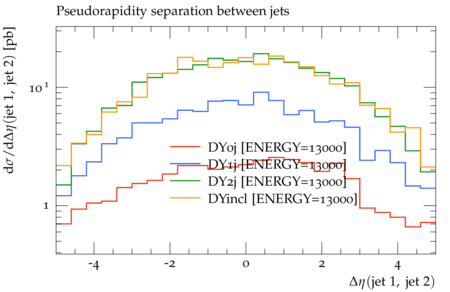 Pseudorapidity separation between jets
dσ/dΔη(jet 1, jet 2) [pb]
10¹
1
DY0j [ENERGY=13000]
DY1j [ENERGY=13000]
DY2j [ENERGY=13000]
DYincl [ENERGY=13000]
-4 -2 0 2 4
Δη(jet 1, jet 2)